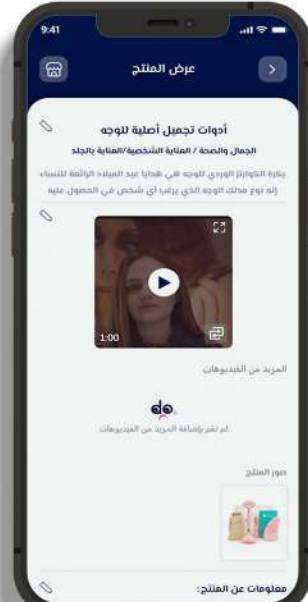 9:41
عرض المنتج
أدوات تجميل أصلية للوجه
الجمال والصحة / العناية الشخصية/العناية بالجلد
بكرة الكوارتز الوردي للوجه هي هدايا عيد الميلاد الرائعة للنساء
إنه نوع مدلك الوجه الذي يرغب أي شخص في الحصول عليه
1:00
المزيد من الفيديوهات
do.
لم تقم بإضافة المزيد من الفيديوهات
صور المنتج
معلومات عن المنتج: